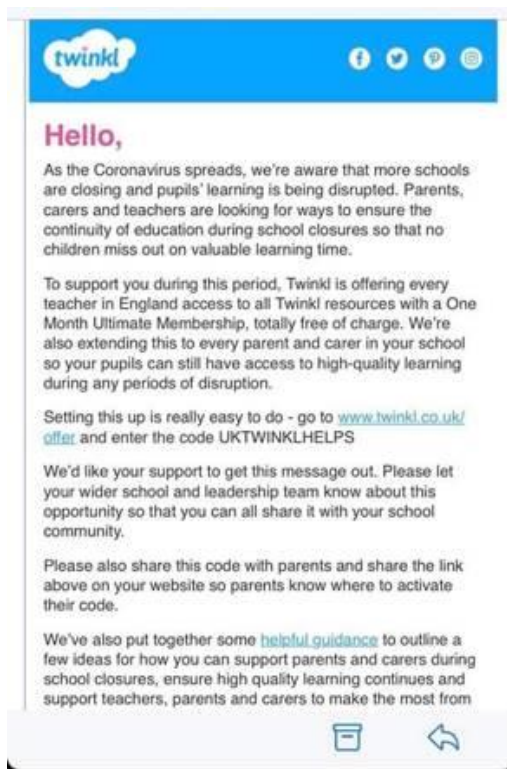 twinkl
Hello,
As the Coronavirus spreads, we're aware that more schools
are closing and pupils' learning is being disrupted. Parents,
carers and teachers are looking for ways to ensure the
continuity of education during school closures so that no
children miss out on valuable learning time.
To support you during this period, Twinkl is offering every
teacher in England access to all Twinkl resources with a One
Month Ultimate Membership, totally free of charge. We're
also extending this to every parent and carer in your school
so your pupils can still have access to high-quality learning
during any periods of disruption.
Setting this up is really easy to do - go to www.twinkl.co.uk/
offer and enter the code UKTWINKLHELPS
We'd like your support to get this message out. Please let
your wider school and leadership team know about this
opportunity so that you can all share it with your school
community.
Please also share this code with parents and share the link
above on your website so parents know where to activate
their code.
We've also put together some helpful guidance to outline a
few ideas for how you can support parents and carers during
school closures, ensure high quality learning continues and
support teachers, parents and carers to make the most from